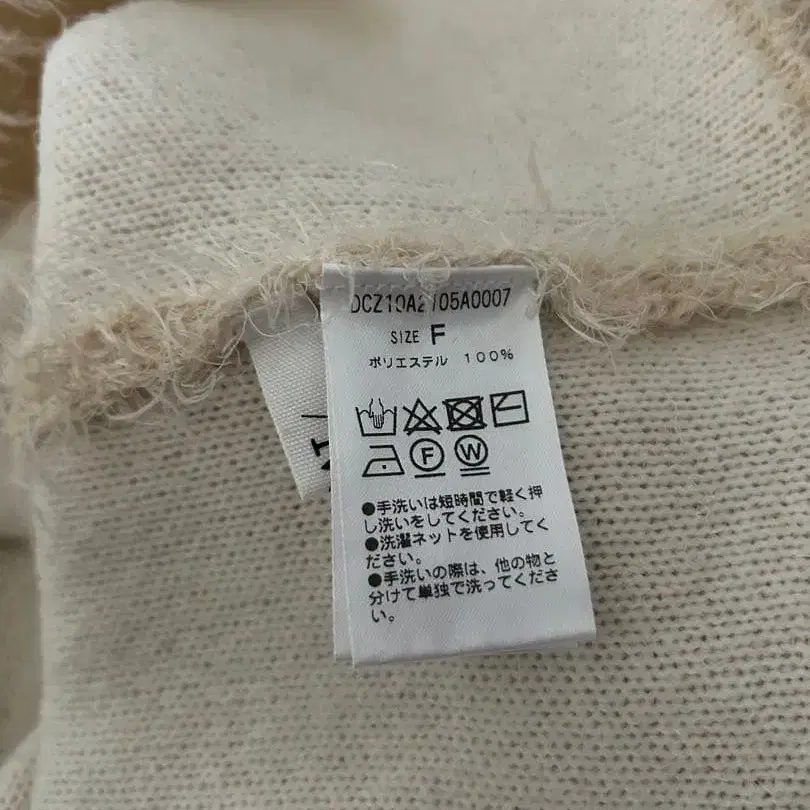 DCZ10A2705A0007
SIZE F
ポリエステル 100%
F W
●手洗いは短時間で軽く押
し洗いをしてください。
●洗濯ネットを使用してく
ださい。
●手洗いの際は、他の物と
分けて単独で洗ってくださ
い。